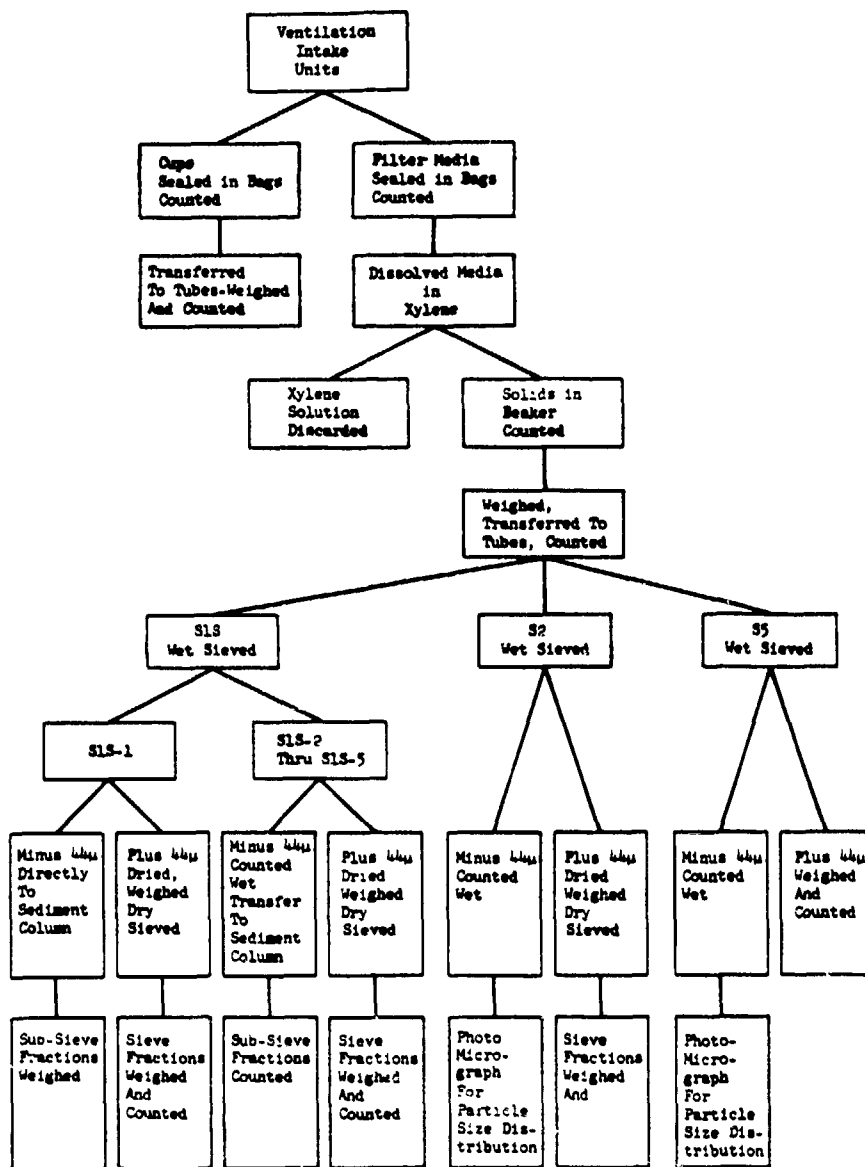 Ventilation
Intake
Units
Cups
Sealed in Bags
Counted
Filter Media
Sealed in Bags
Counted
Transferred
To Tubes-Weighed
And Counted
Dissolved Media
in
Xylene
Xylene
Solution
Discarded
Solids in
Beaker
Counted
Weighed,
Transferred To
Tubes, Counted
S1S
Wet Sieved
S2
Wet Sieved
S5
Wet Sieved
S1S-1
S1S-2
Thru S1S-5
Minus 44μ
Directly
To
Sediment
Column
Plus 44μ
Dried,
Weighed
Dry
Sieved
Minus 44μ
Counted
Wet
Transfer
To
Sediment
Column
Plus 44μ
Dried
Weighed
Dry
Sieved
Minus 44μ
Counted
Wet
Plus 44μ
Dried
Weighed
Dry
Sieved
Minus 44μ
Counted
Wet
Plus 44μ
Weighed
And
Counted
Sub-Sieve
Fractions
Weighed
Sieve
Fractions
Weighed
And
Counted
Sub-Sieve
Fractions
Counted
Sieve
Fractions
Weighed
And
Counted
Photo
Micro-
graph
For
Particle
Size Dis-
tribution
Sieve
Fractions
Weighed
And
Photo-
Micro-
graph
For
Particle
Size Dis-
tribution